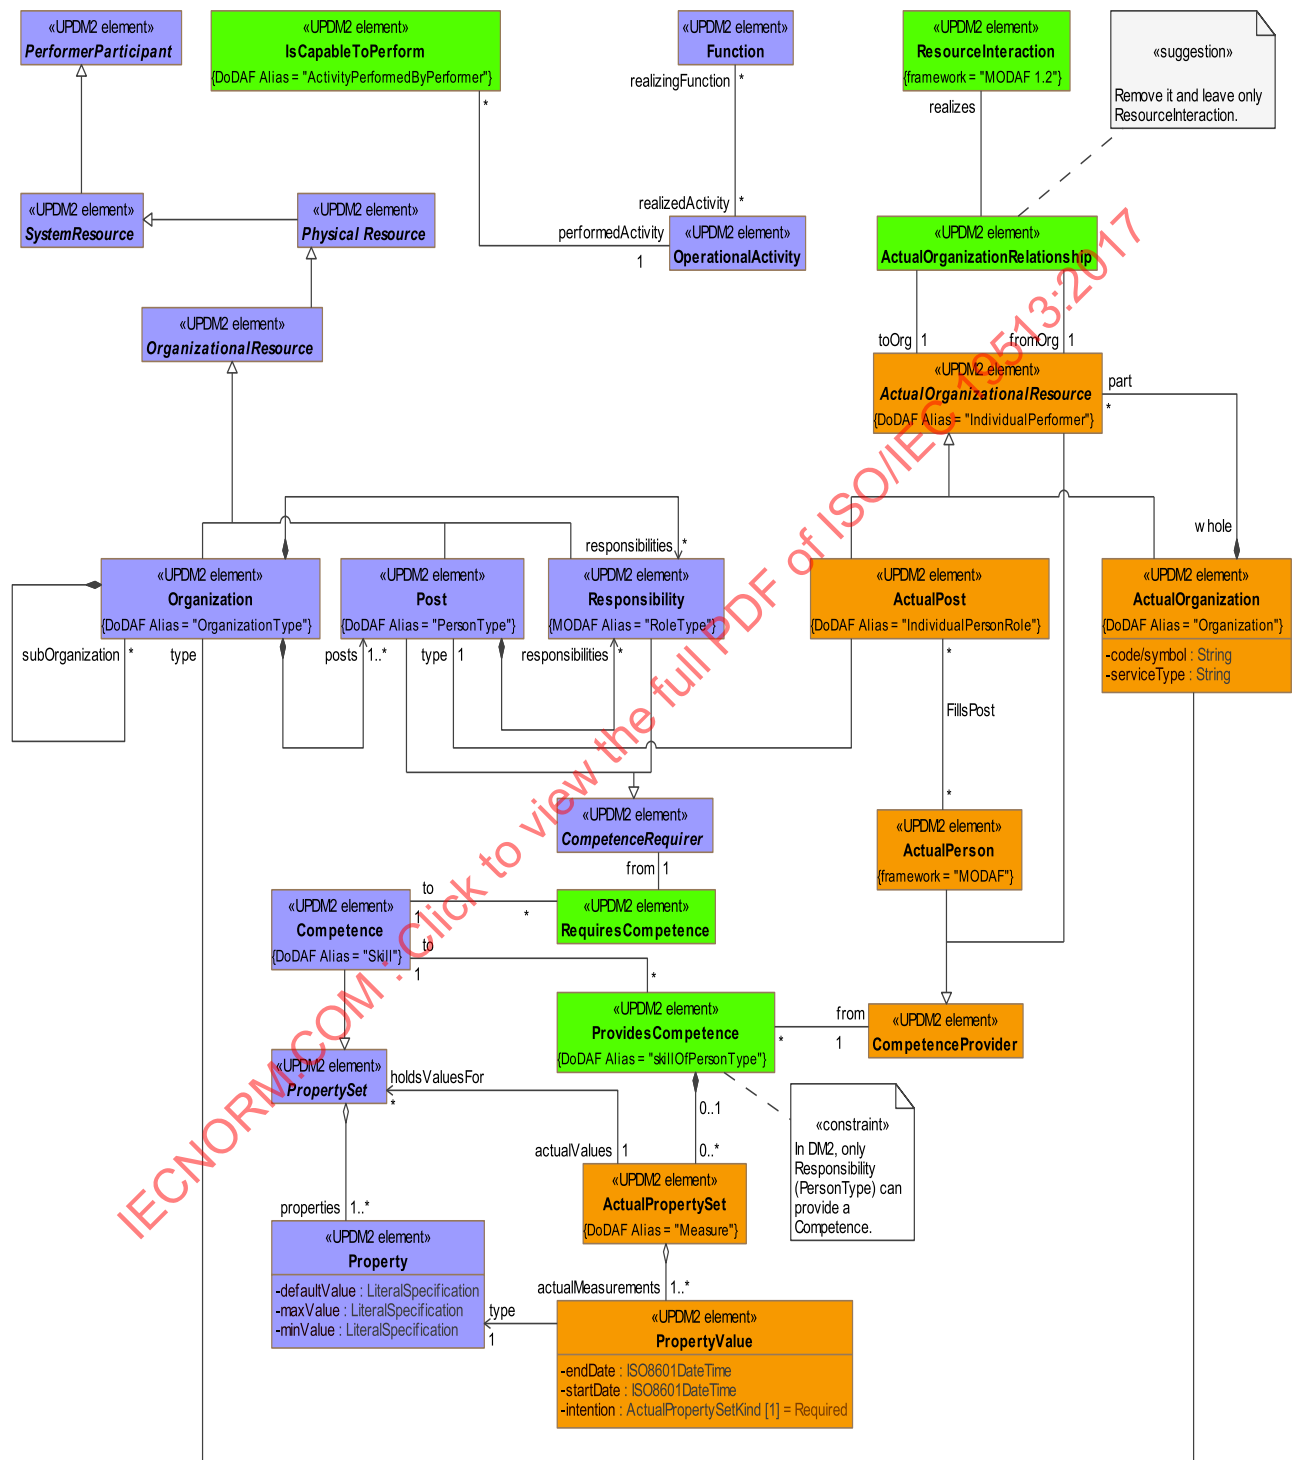 «UPDM2 element»
PerformerParticipant
«UPDM2 element»
IsCapableToPerform
{DoDAF Alias = "ActivityPerformedByPerformer"}
«UPDM2 element»
Function
«UPDM2 element»
ResourceInteraction
{framework = "MODAF 1.2"}
«suggestion»
Remove it and leave only
ResourceInteraction.
realizingFunction
*
*
realizes
«UPDM2 element»
SystemResource
«UPDM2 element»
Physical Resource
realizedActivity
*
performedActivity
1
«UPDM2 element»
OperationalActivity
«UPDM2 element»
ActualOrganizationRelationship
«UPDM2 element»
OrganizationalResource
toOrg
1
fromOrg
1
«UPDM2 element»
ActualOrganizationalResource
{DoDAF Alias = "IndividualPerformer"}
part
*
whole
responsibilities
*
«UPDM2 element»
Organization
{DoDAF Alias = "OrganizationType"}
«UPDM2 element»
Post
{DoDAF Alias = "PersonType"}
«UPDM2 element»
Responsibility
{MODAF Alias = "RoleType"}
«UPDM2 element»
ActualPost
{DoDAF Alias = "IndividualPersonRole"}
«UPDM2 element»
ActualOrganization
{DoDAF Alias = "Organization"}
-code/symbol : String
-serviceType : String
subOrganization
*
type
posts
1..*
type
1
responsibilities
*
*
FillsPost
*
«UPDM2 element»
CompetenceRequirer
«UPDM2 element»
ActualPerson
{framework = "MODAF"}
from
1
to
1
*
«UPDM2 element»
Competence
{DoDAF Alias = "Skill"}
«UPDM2 element»
RequiresCompetence
to
1
*
«UPDM2 element»
ProvidesCompetence
{DoDAF Alias = "skillOfPersonType"}
from
*
1
«UPDM2 element»
CompetenceProvider
«UPDM2 element»
PropertySet
holdsValuesFor
*
0..1
«constraint»
In DM2, only
Responsibility
(PersonType) can
provide a
Competence.
actualValues
1
0..*
«UPDM2 element»
ActualPropertySet
{DoDAF Alias = "Measure"}
properties
1..*
«UPDM2 element»
Property
-defaultValue : LiteralSpecification
-maxValue : LiteralSpecification
-minValue : LiteralSpecification
actualMeasurements
1..*
type
1
«UPDM2 element»
PropertyValue
-endDate : ISO8601DateTime
-startDate : ISO8601DateTime
-intention : ActualPropertySetKind [1] = Required
IECNORM.COM : Click to view the full PDF of ISO/IEC 19513:2017